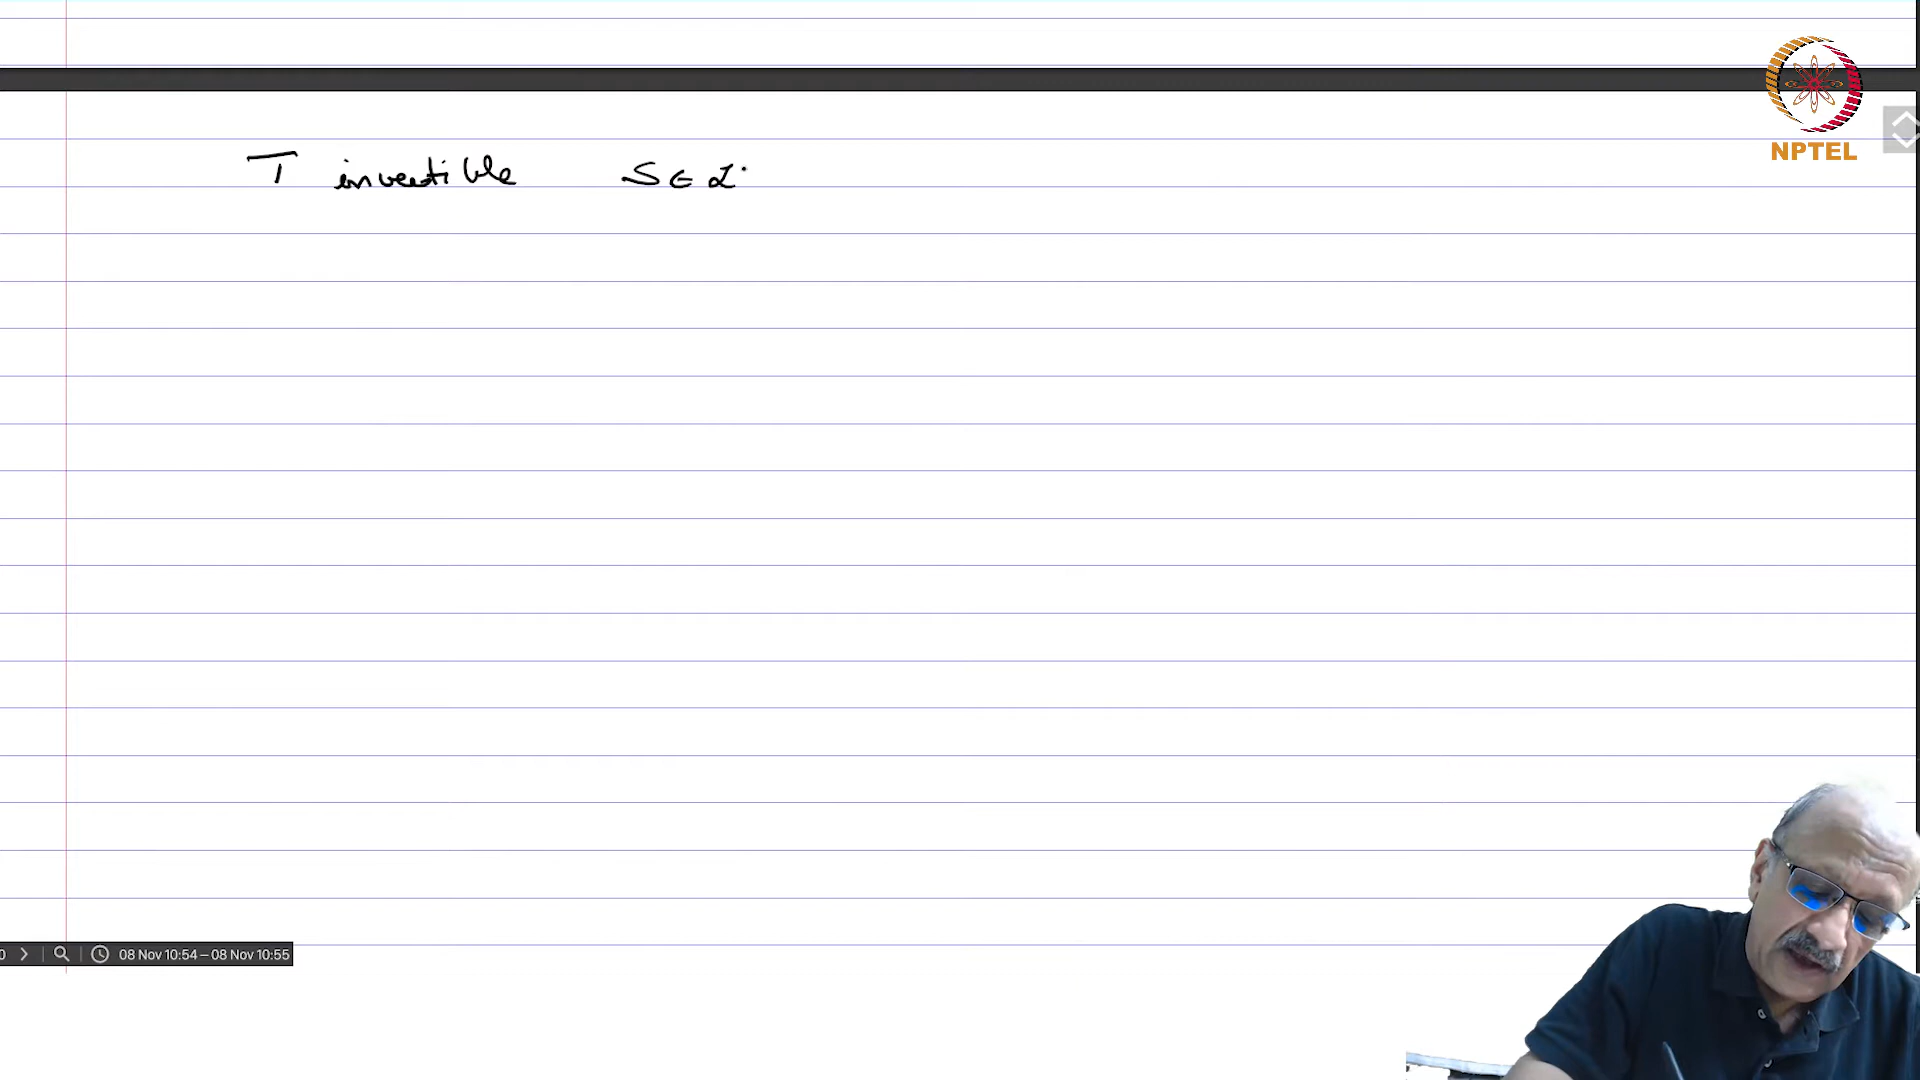 T invertible S ∈ ℒ
NPTEL
08 Nov 10:54 – 08 Nov 10:55